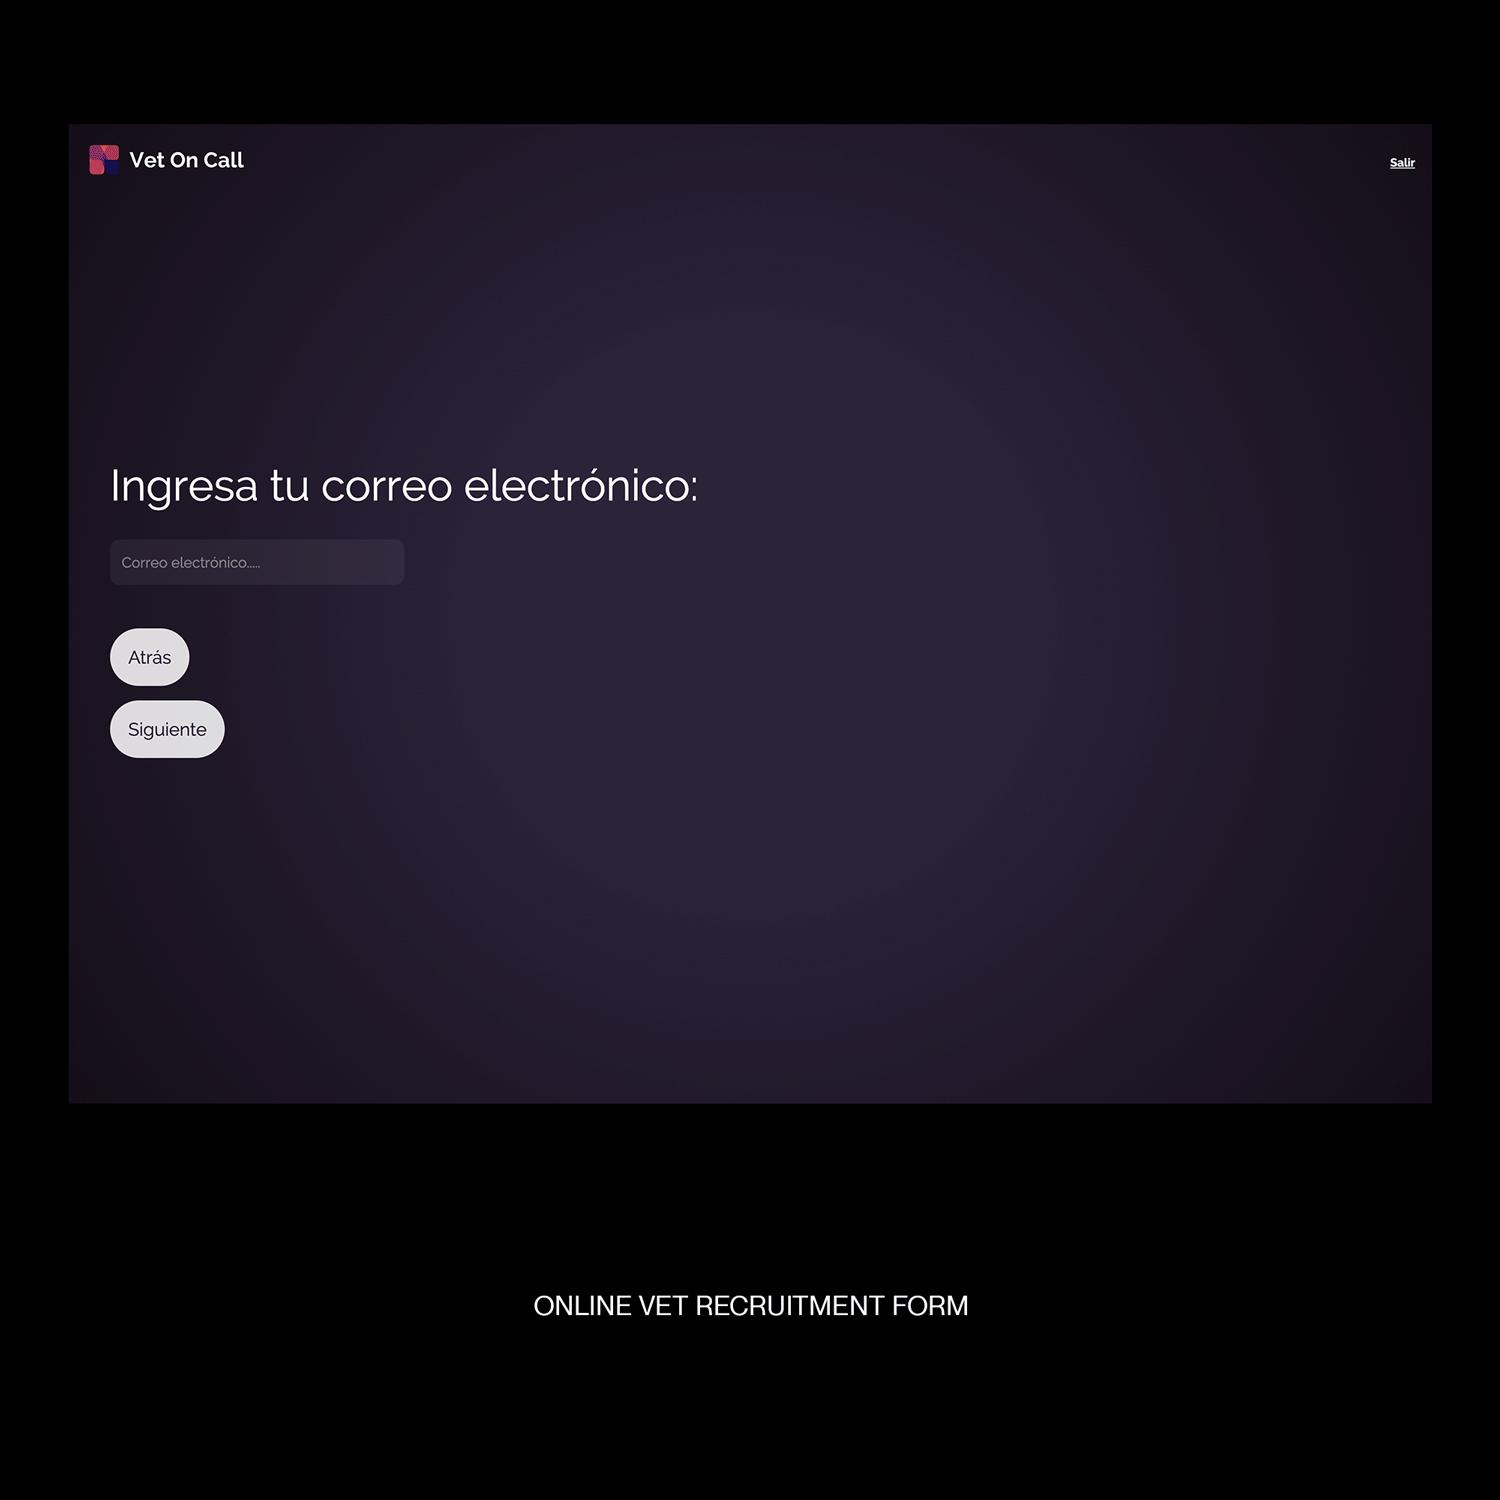 Vet On Call
Salir
Ingresa tu correo electrónico:
Correo electrónico.....
Atrás
Siguiente
ONLINE VET RECRUITMENT FORM